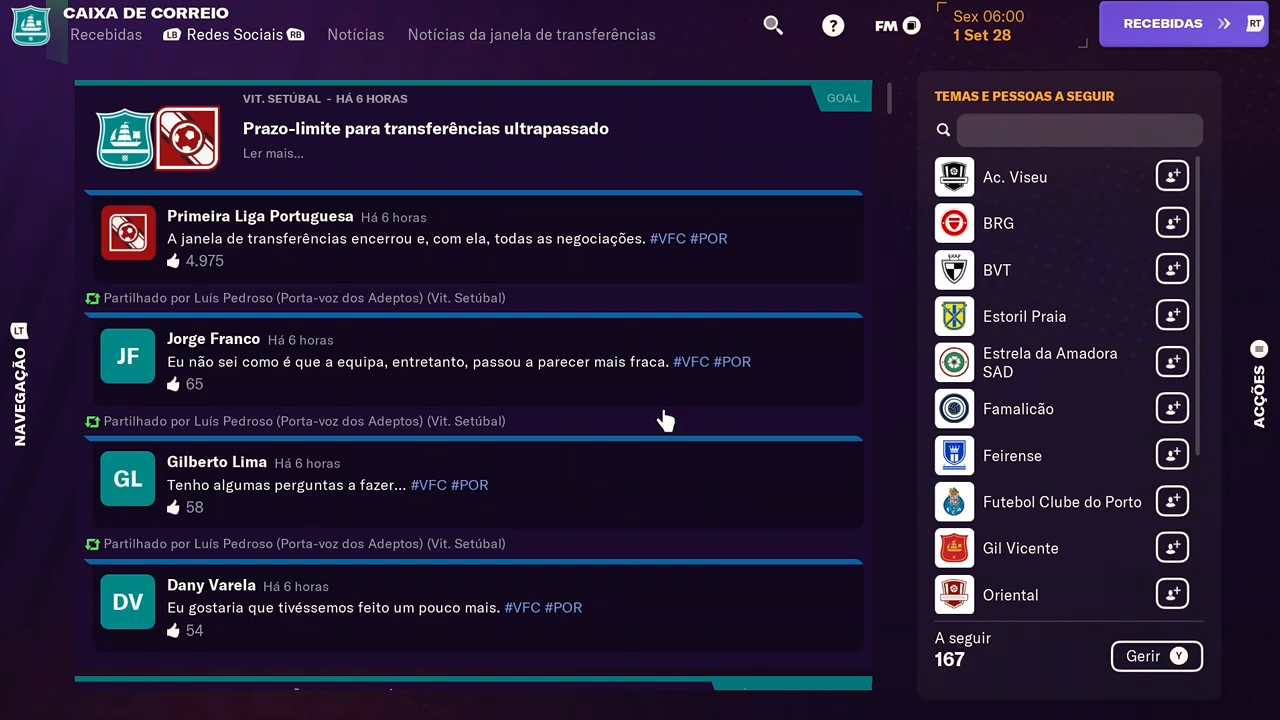 CAIXA DE CORREIO
Recebidas
LB Redes Sociais RB
Notícias
Notícias da janela de transferências
?
FM
Sex 06:00
1 Set 28
RECEBIDAS
RT
VIT. SETÚBAL - HÁ 6 HORAS
GOAL
Prazo-limite para transferências ultrapassado
Ler mais...
Primeira Liga Portuguesa Há 6 horas
A janela de transferências encerrou e, com ela, todas as negociações. #VFC #POR
4.975
Partilhado por Luís Pedroso (Porta-voz dos Adeptos) (Vit. Setúbal)
JF
Jorge Franco Há 6 horas
Eu não sei como é que a equipa, entretanto, passou a parecer mais fraca. #VFC #POR
65
Partilhado por Luís Pedroso (Porta-voz dos Adeptos) (Vit. Setúbal)
GL
Gilberto Lima Há 6 horas
Tenho algumas perguntas a fazer... #VFC #POR
58
Partilhado por Luís Pedroso (Porta-voz dos Adeptos) (Vit. Setúbal)
DV
Dany Varela Há 6 horas
Eu gostaria que tivéssemos feito um pouco mais. #VFC #POR
54
TEMAS E PESSOAS A SEGUIR
Ac. Viseu
BRG
BVT
Estoril Praia
Estrela da Amadora
SAD
Famalicão
Feirense
Futebol Clube do Porto
Gil Vicente
Oriental
A seguir
167
Gerir Y
LT
NAVEGAÇÃO
ACÇÕES